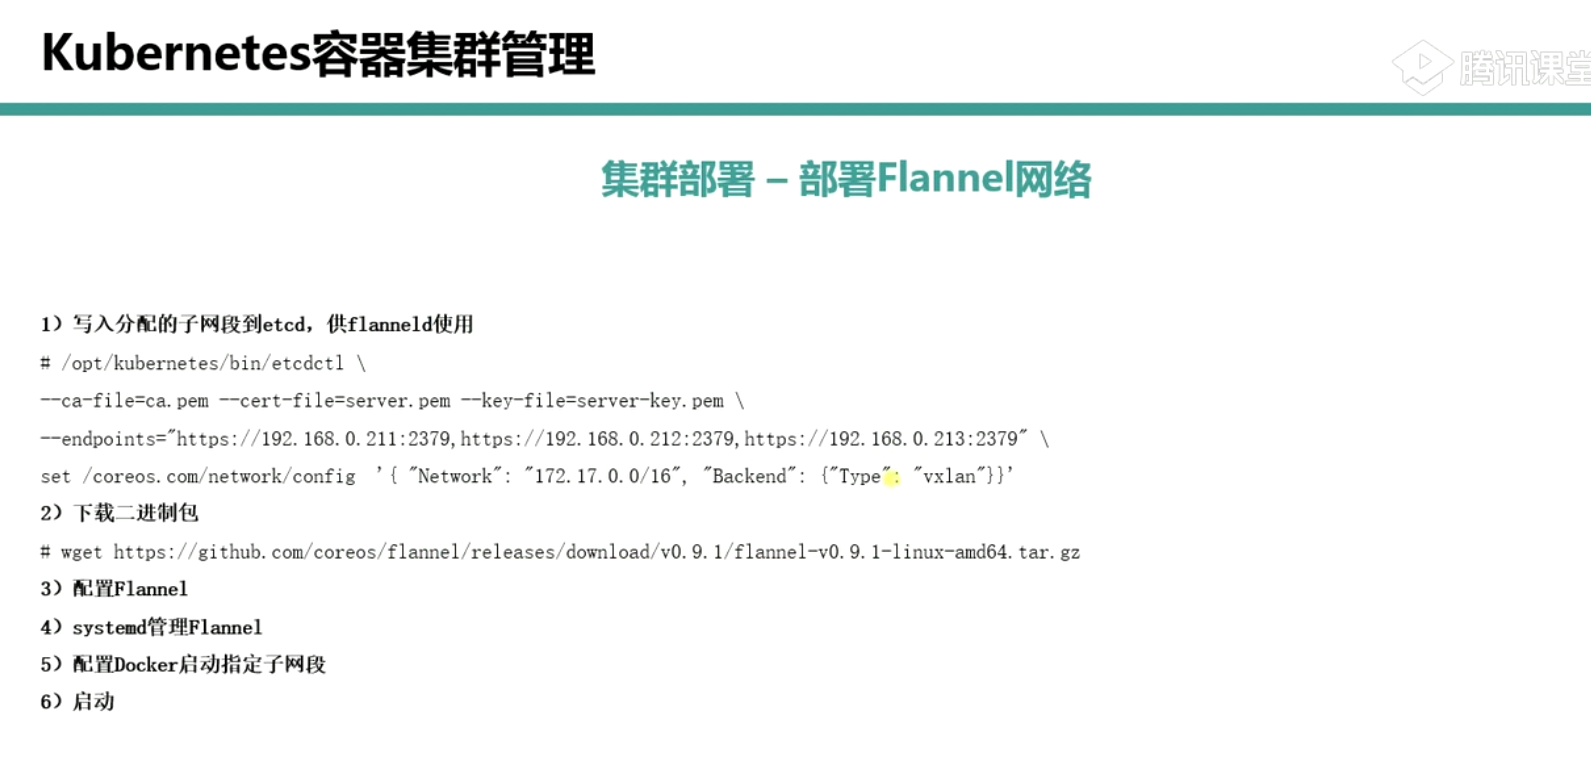 Kubernetes容器集群管理
腾讯课堂
集群部署 – 部署Flannel网络
1）写入分配的子网段到etcd，供flanneld使用
# /opt/kubernetes/bin/etcdctl \
--ca-file=ca.pem --cert-file=server.pem --key-file=server-key.pem \
--endpoints="https://192.168.0.211:2379,https://192.168.0.212:2379,https://192.168.0.213:2379" \
set /coreos.com/network/config '{ "Network": "172.17.0.0/16", "Backend": {"Type": "vxlan"}}'
2）下载二进制包
# wget https://github.com/coreos/flannel/releases/download/v0.9.1/flannel-v0.9.1-linux-amd64.tar.gz
3）配置Flannel
4）systemd管理Flannel
5）配置Docker启动指定子网段
6）启动